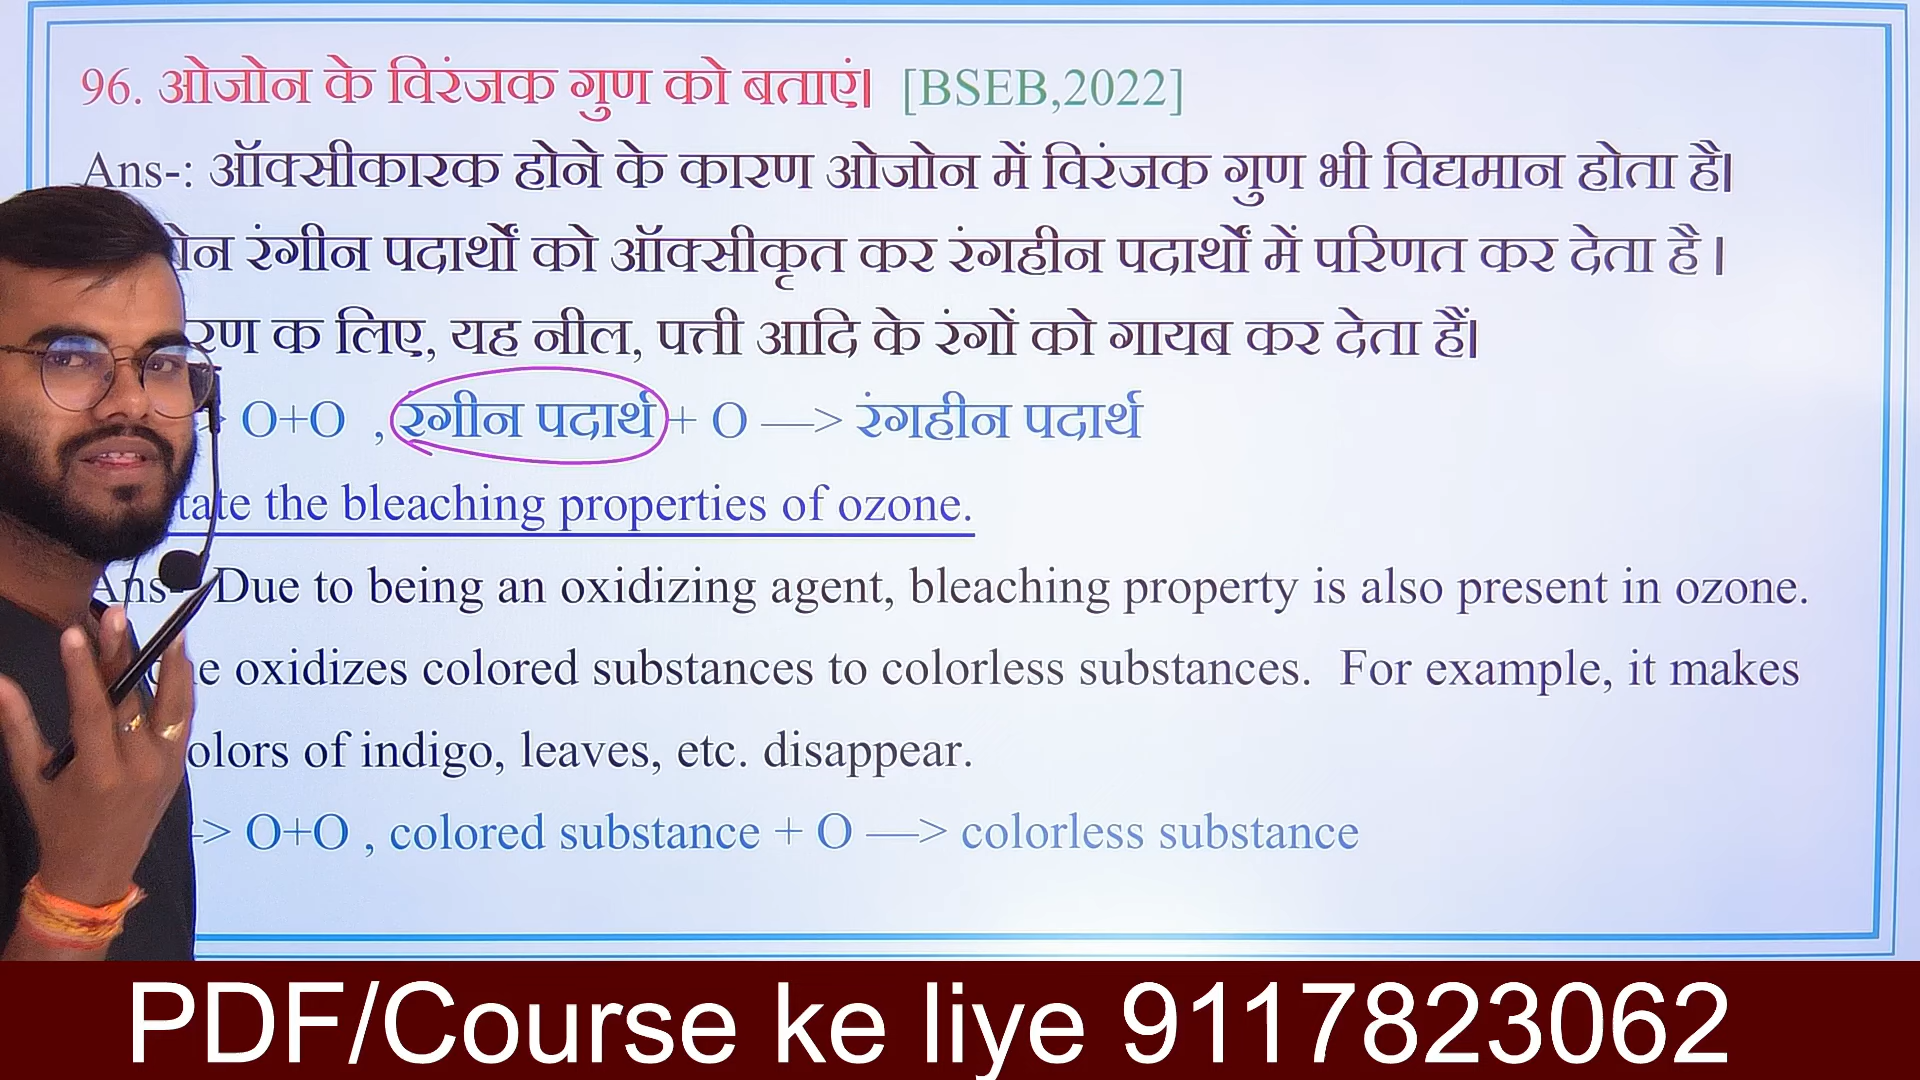 96. ओजोन के विरंजक गुण को बताएं। [BSEB,2022]
Ans-: ऑक्सीकारक होने के कारण ओजोन में विरंजक गुण भी विद्यमान होता है।
रंगीन पदार्थों को ऑक्सीकृत कर रंगहीन पदार्थों में परिणत कर देता है ।
क लिए, यह नील, पत्ती आदि के रंगों को गायब कर देता हैं।
> O+O , रंगीन पदार्थ + O —> रंगहीन पदार्थ
the bleaching properties of ozone.
Ans- Due to being an oxidizing agent, bleaching property is also present in ozone.
oxidizes colored substances to colorless substances. For example, it makes
of indigo, leaves, etc. disappear.
-> O+O , colored substance + O —> colorless substance
PDF/Course ke liye 9117823062